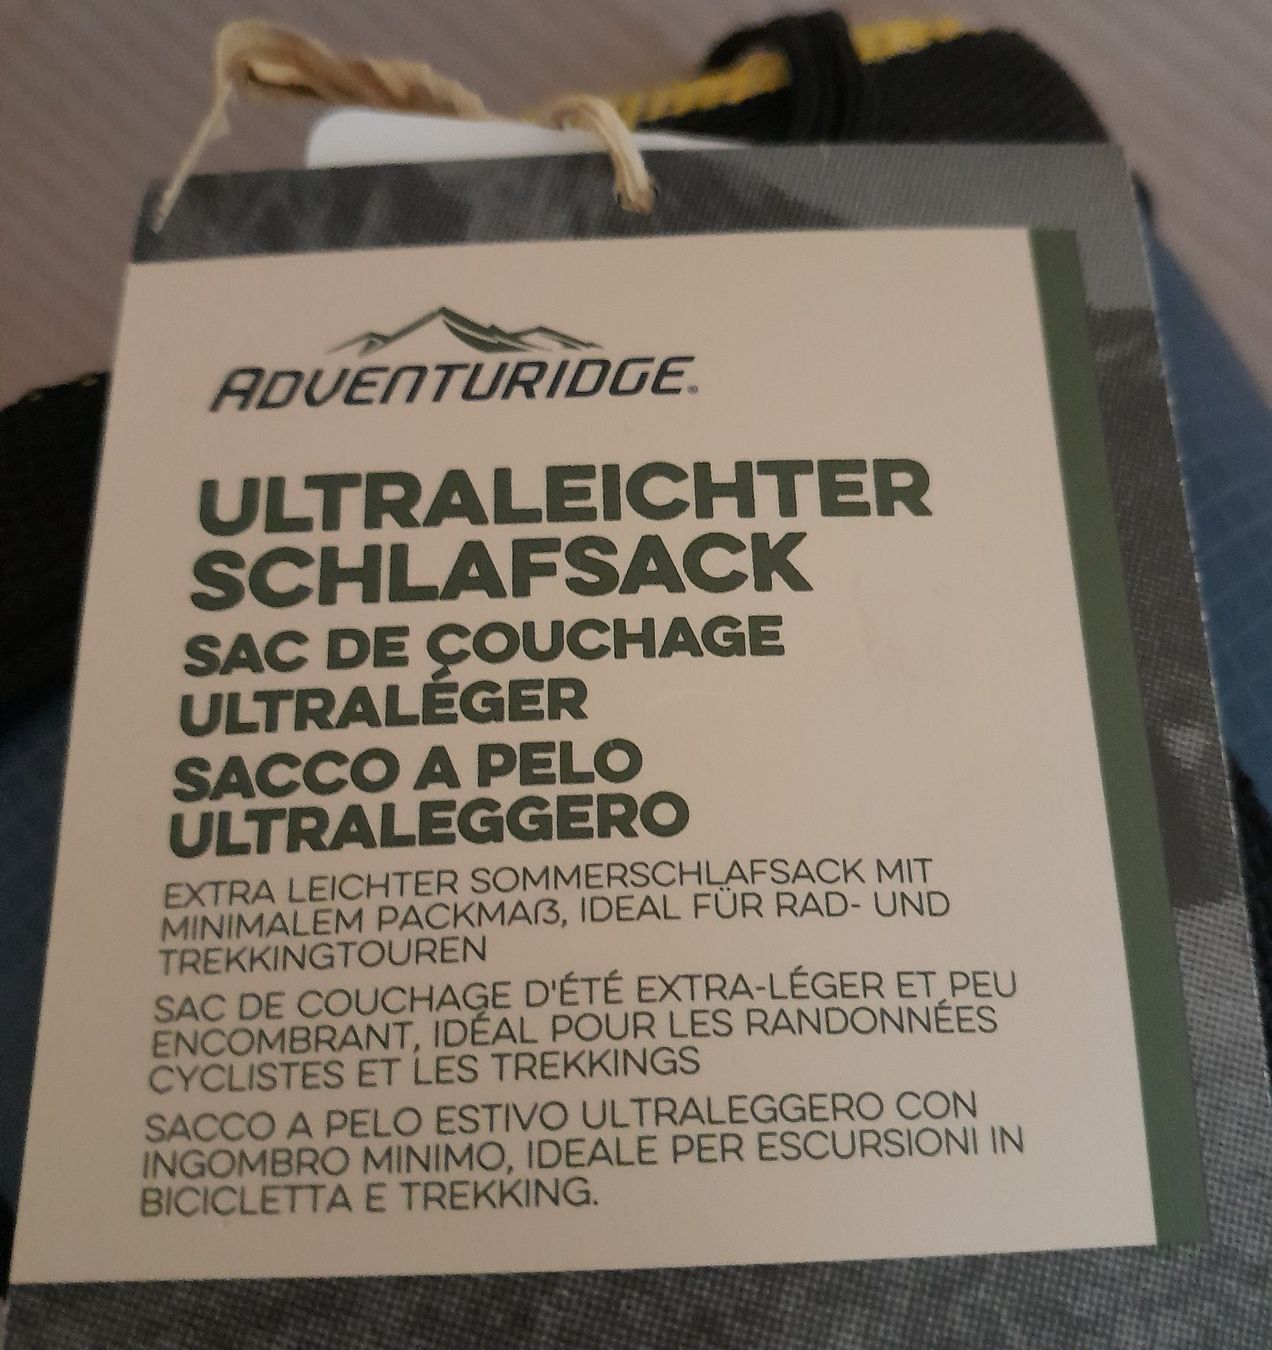 ADVENTURIDGE®
ULTRALEICHTER
SCHLAFSACK
SAC DE COUCHAGE
ULTRALÉGER
SACCO A PELO
ULTRALEGGERO
EXTRA LEICHTER SOMMERSCHLAFSACK MIT
MINIMALEM PACKMAß, IDEAL FÜR RAD- UND
TREKKINGTOUREN
SAC DE COUCHAGE D'ÉTÉ EXTRA-LÉGER ET PEU
ENCOMBRANT, IDÉAL POUR LES RANDONNÉES
CYCLISTES ET LES TREKKINGS
SACCO A PELO ESTIVO ULTRALEGGERO CON
INGOMBRO MINIMO, IDEALE PER ESCURSIONI IN
BICICLETTA E TREKKING.